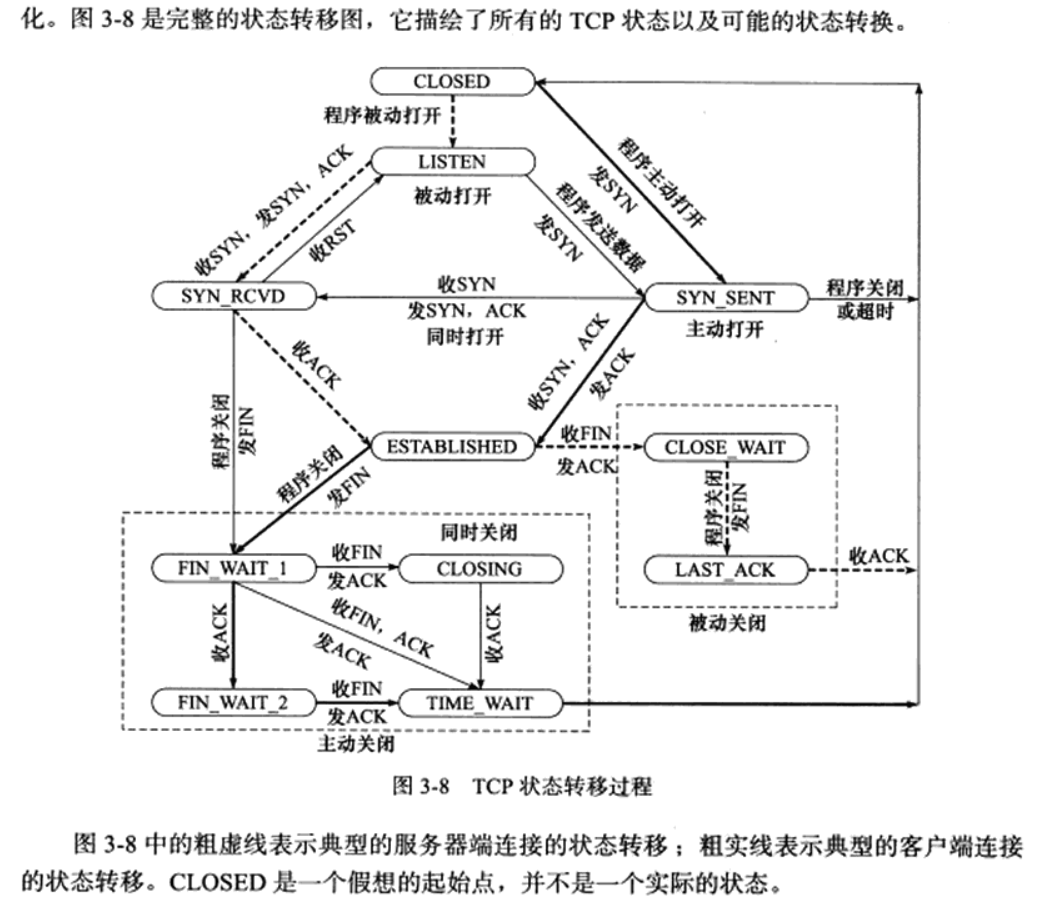 化。图 3-8 是完整的状态转移图，它描绘了所有的 TCP 状态以及可能的状态转换。
CLOSED
程序被动打开
LISTEN
被动打开
收SYN，发SYN，ACK
收RST
程序发送数据
发SYN
程序主动打开
发SYN
SYN_RCVD
收SYN
发SYN，ACK
同时打开
SYN_SENT
主动打开
程序关闭
或超时
收ACK
收SYN，ACK
发ACK
程序关闭
发FIN
ESTABLISHED
收FIN
发ACK
CLOSE_WAIT
程序关闭
发FIN
程序关闭
发FIN
LAST_ACK
收ACK
被动关闭
同时关闭
FIN_WAIT_1
收FIN
发ACK
CLOSING
收ACK
收FIN，ACK
发ACK
收ACK
FIN_WAIT_2
收FIN
发ACK
TIME_WAIT
主动关闭
图 3-8 TCP 状态转移过程
图 3-8 中的粗虚线表示典型的服务器端连接的状态转移；粗实线表示典型的客户端连接
的状态转移。CLOSED 是一个假想的起始点，并不是一个实际的状态。